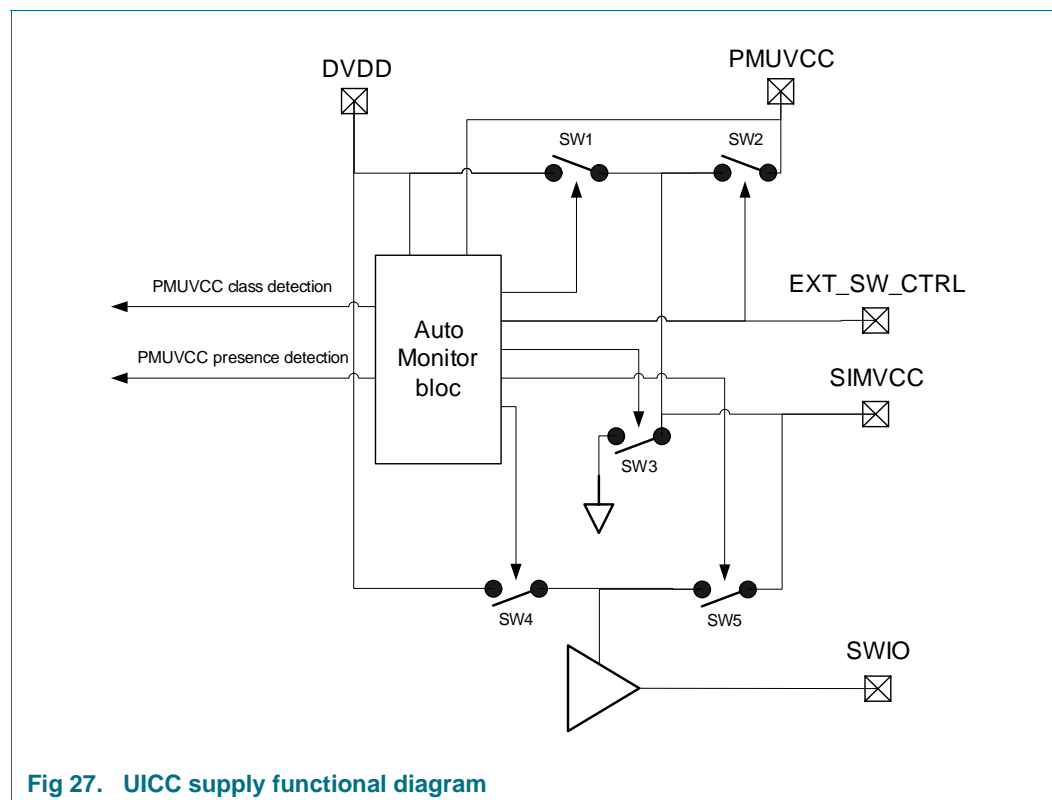 DVDD
PMUVCC
SW1
SW2
PMUVCC class detection
EXT_SW_CTRL
Auto
Monitor
bloc
PMUVCC presence detection
SIMVCC
SW3
SW4
SW5
SWIO
Fig 27. UICC supply functional diagram